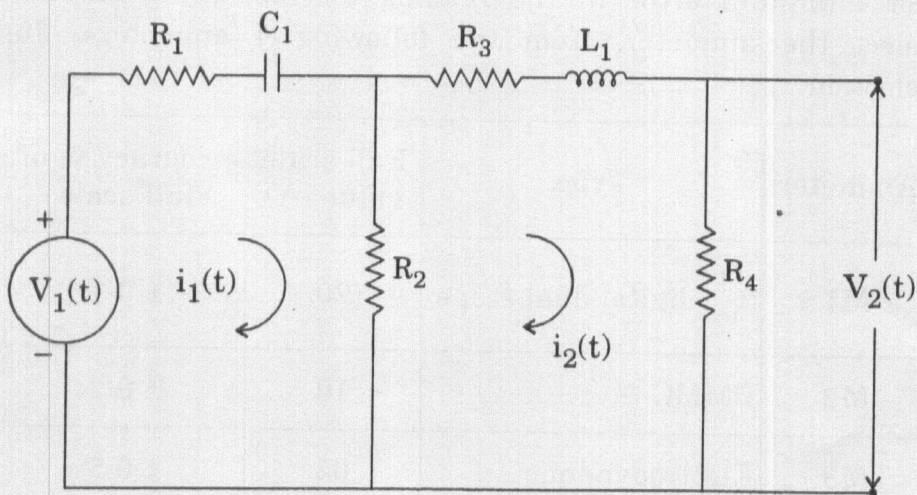 C₁
R₁
R₃
L₁
+
V₁(t)
i₁(t)
R₂
R₄
V₂(t)
−
i₂(t)